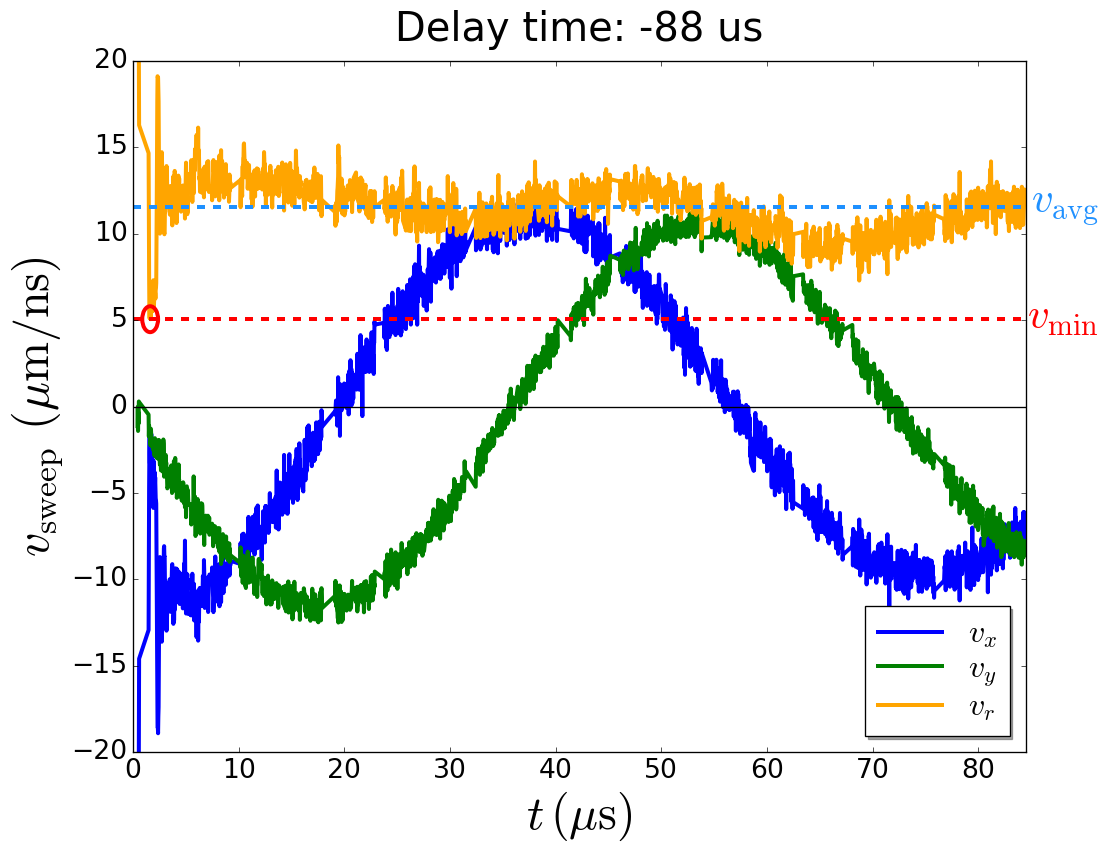 Delay time: -88 us
20
15
10
5
0
−5
−10
−15
−20
v_sweep (μm/ns)
v_avg
v_min
v_x
v_y
v_r
0 10 20 30 40 50 60 70 80
t (μs)